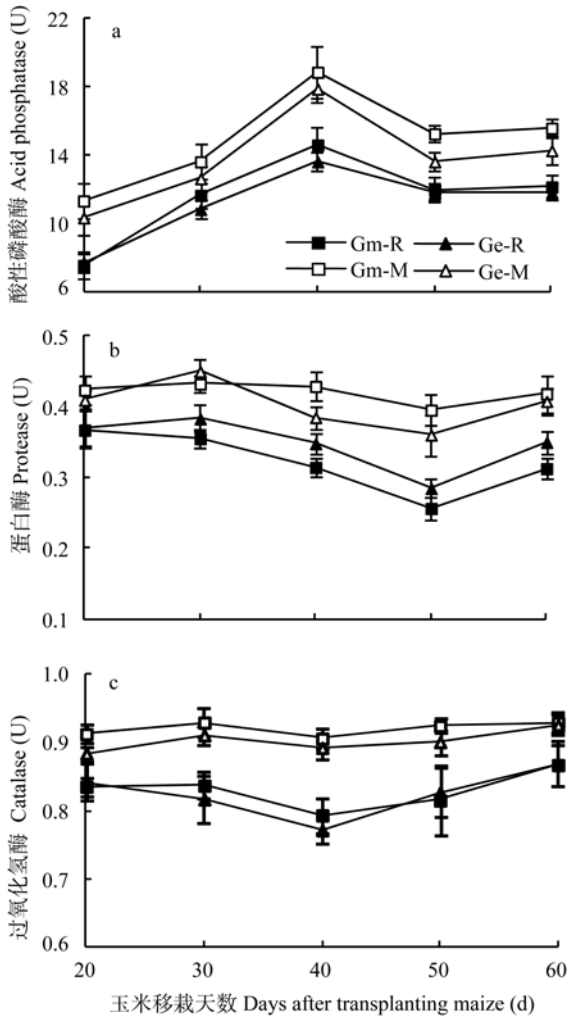 酸性磷酸酶 Acid phosphatase (U)
22
18
14
10
6
a
Gm-R
Ge-R
Gm-M
Ge-M
蛋白酶 Protease (U)
0.5
0.4
0.3
0.2
0.1
b
过氧化氢酶 Catalase (U)
1.0
0.9
0.8
0.7
0.6
c
20
30
40
50
60
玉米移栽天数 Days after transplanting maize (d)